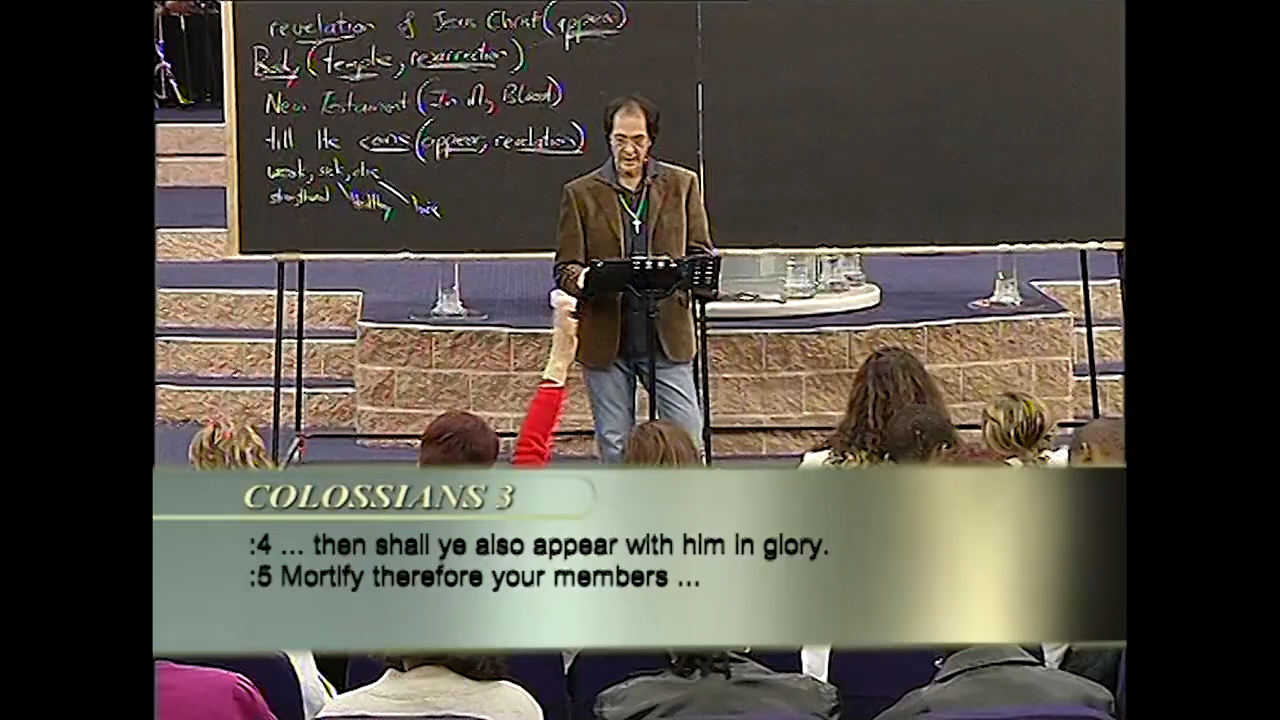 revelation of Jesus Christ (appear)
Body (temple, resurrection)
New Testament (In My Blood)
till He come (appear, revelation)
weak, sick, die
healthy
COLOSSIANS 3
:4 ... then shall ye also appear with him in glory.
:5 Mortify therefore your members ...